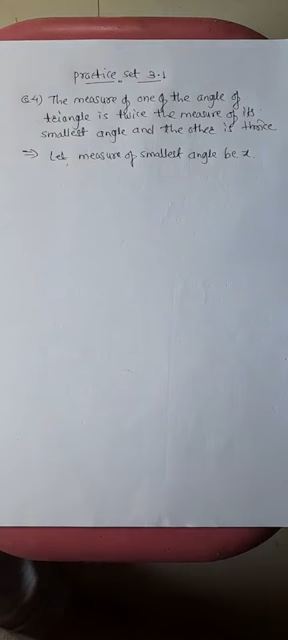 practice set 3.1
Q.4) The measure of one of the angle of
triangle is twice the measure of its
smallest angle and the other is thrice
⇒ Let measure of smallest angle be x.